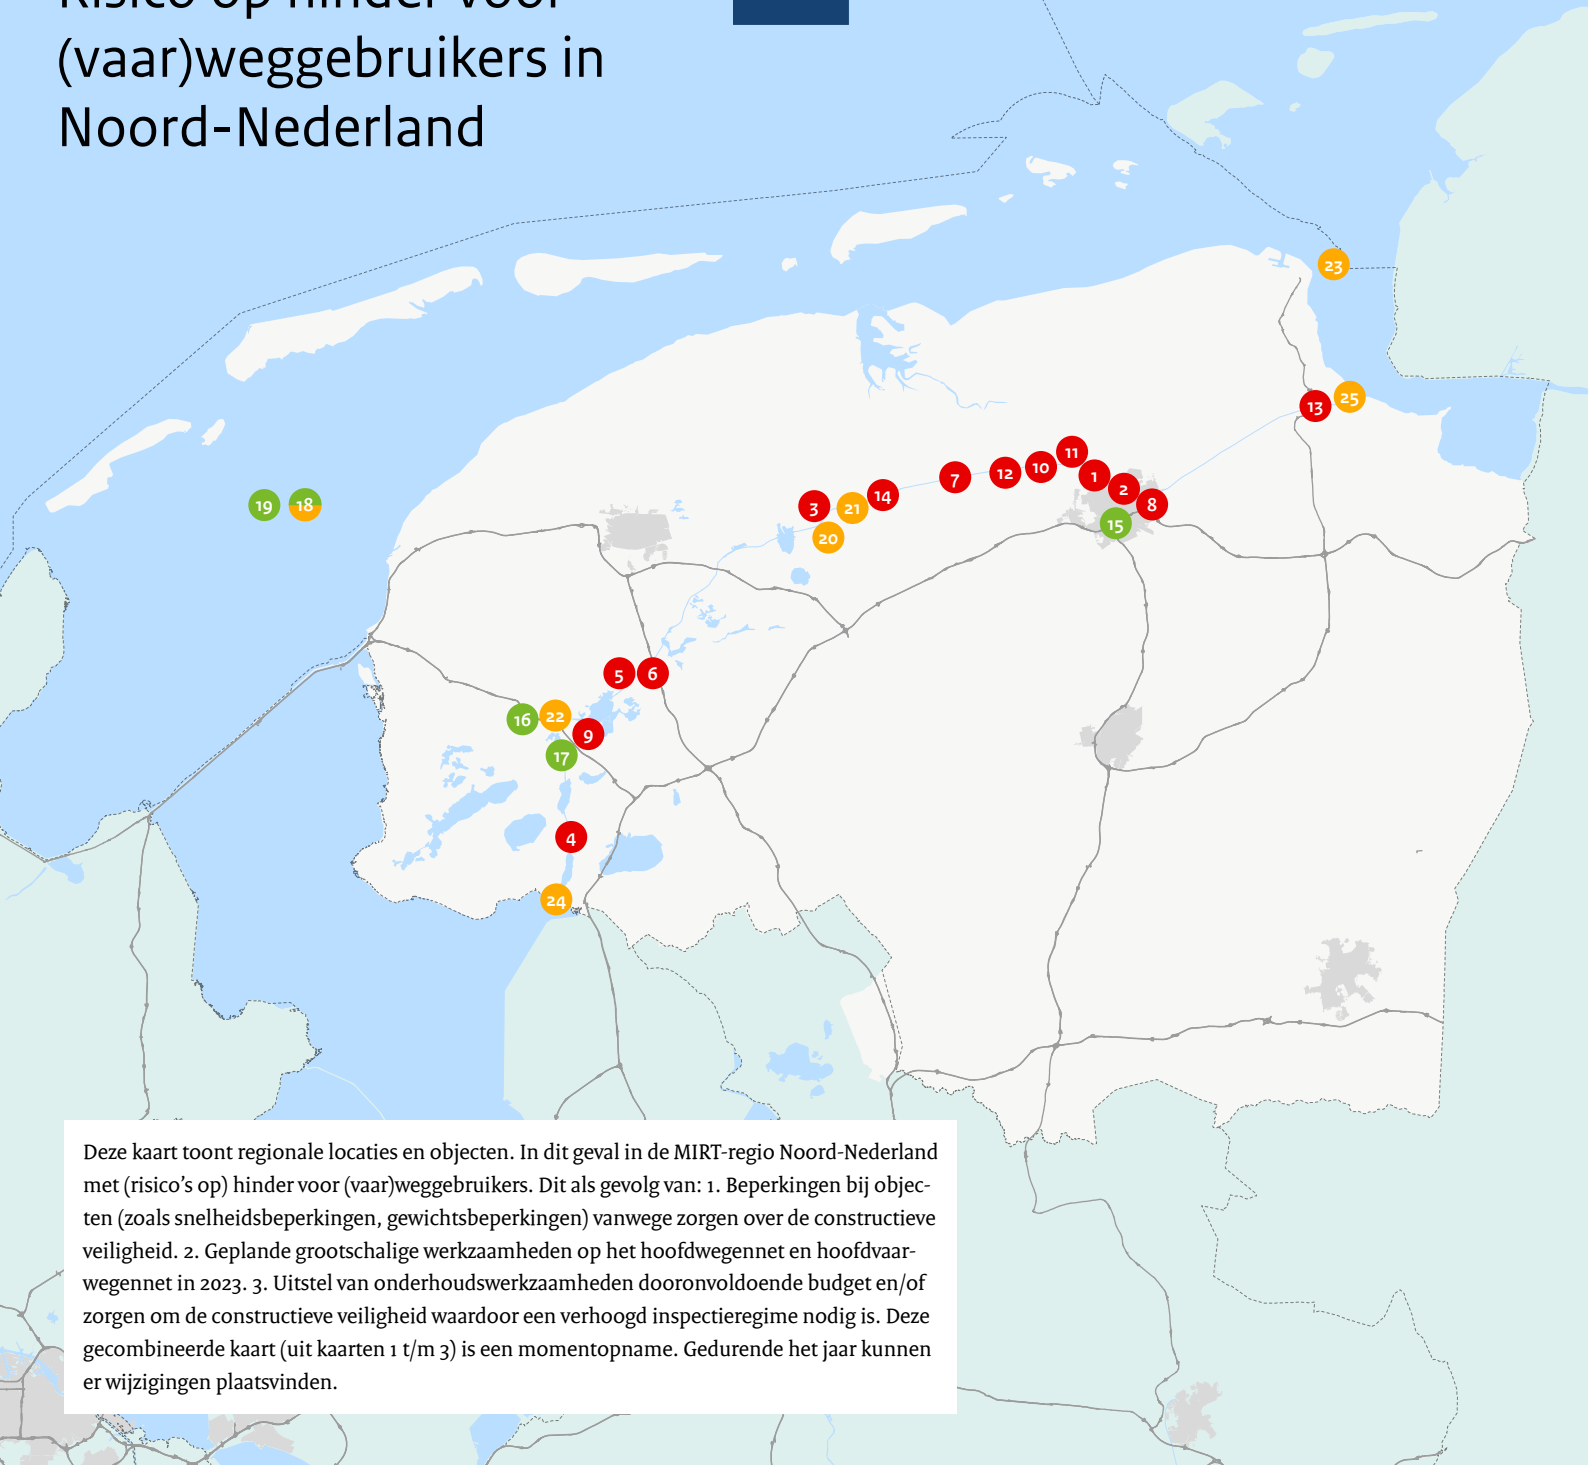 Risico op hinder voor
(vaar)weggebruikers in
Noord-Nederland
23
25
13
11
10
12
7
1
2
8
15
14
3
21
20
19
18
5
6
16
22
9
17
4
24
Deze kaart toont regionale locaties en objecten. In dit geval in de MIRT-regio Noord-Nederland
met (risico's op) hinder voor (vaar)weggebruikers. Dit als gevolg van: 1. Beperkingen bij objec-
ten (zoals snelheidsbeperkingen, gewichtsbeperkingen) vanwege zorgen over de constructieve
veiligheid. 2. Geplande grootschalige werkzaamheden op het hoofdwegennet en hoofdvaar-
wegennet in 2023. 3. Uitstel van onderhoudswerkzaamheden dooronvoldoende budget en/of
zorgen om de constructieve veiligheid waardoor een verhoogd inspectieregime nodig is. Deze
gecombineerde kaart (uit kaarten 1 t/m 3) is een momentopname. Gedurende het jaar kunnen
er wijzigingen plaatsvinden.